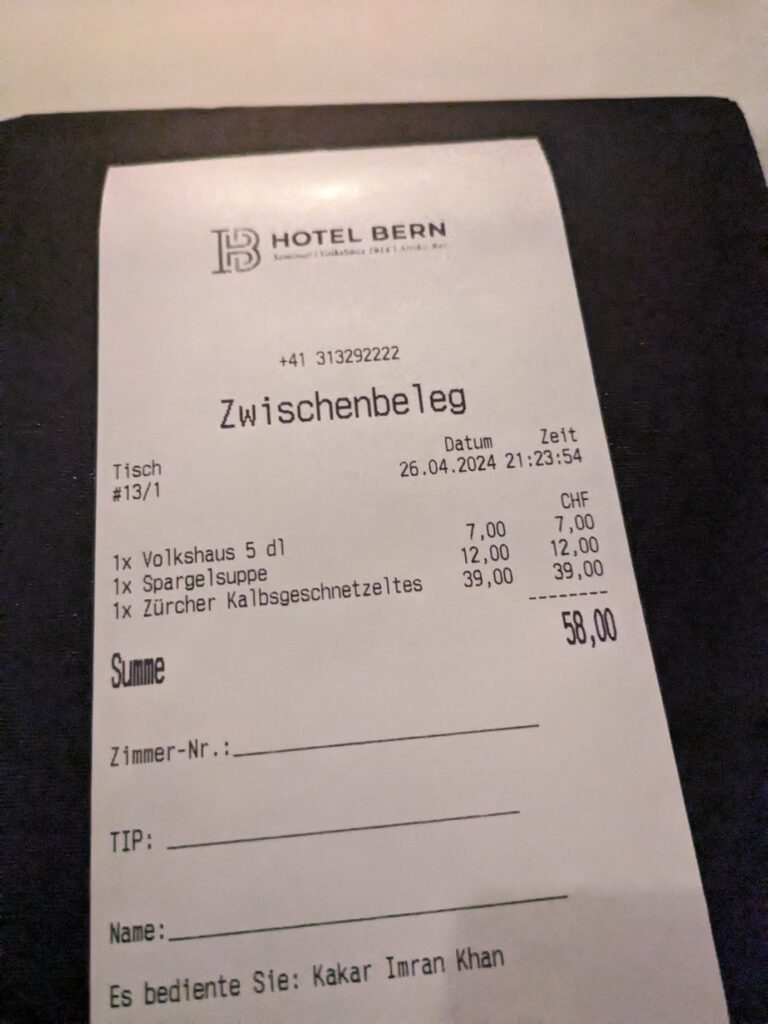 HB HOTEL BERN
+41 313292222
Zwischenbeleg
Datum Zeit
Tisch 26.04.2024 21:23:54
#13/1
CHF
1x Volkshaus 5 dl 7,00 7,00
1x Spargelsuppe 12,00 12,00
1x Zürcher Kalbsgeschnetzeltes 39,00 39,00
--------
Summe 58,00
Zimmer-Nr.:
TIP:
Name:
Es bediente Sie: Kakar Imran Khan